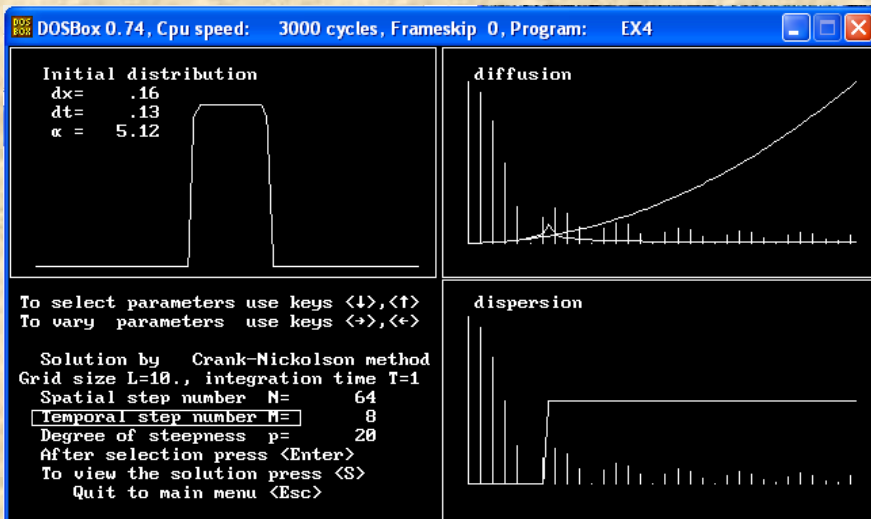 DOS BOX DOSBox 0.74, Cpu speed: 3000 cycles, Frameskip 0, Program: EX4
Initial distribution
dx= .16
dt= .13
α = 5.12
diffusion
To select parameters use keys <↓>,<↑>
To vary parameters use keys <→>,<←>
Solution by Crank-Nickolson method
Grid size L=10., integration time T=1
Spatial step number N= 64
Temporal step number M= 8
Degree of steepness p= 20
After selection press <Enter>
To view the solution press <S>
Quit to main menu <Esc>
dispersion